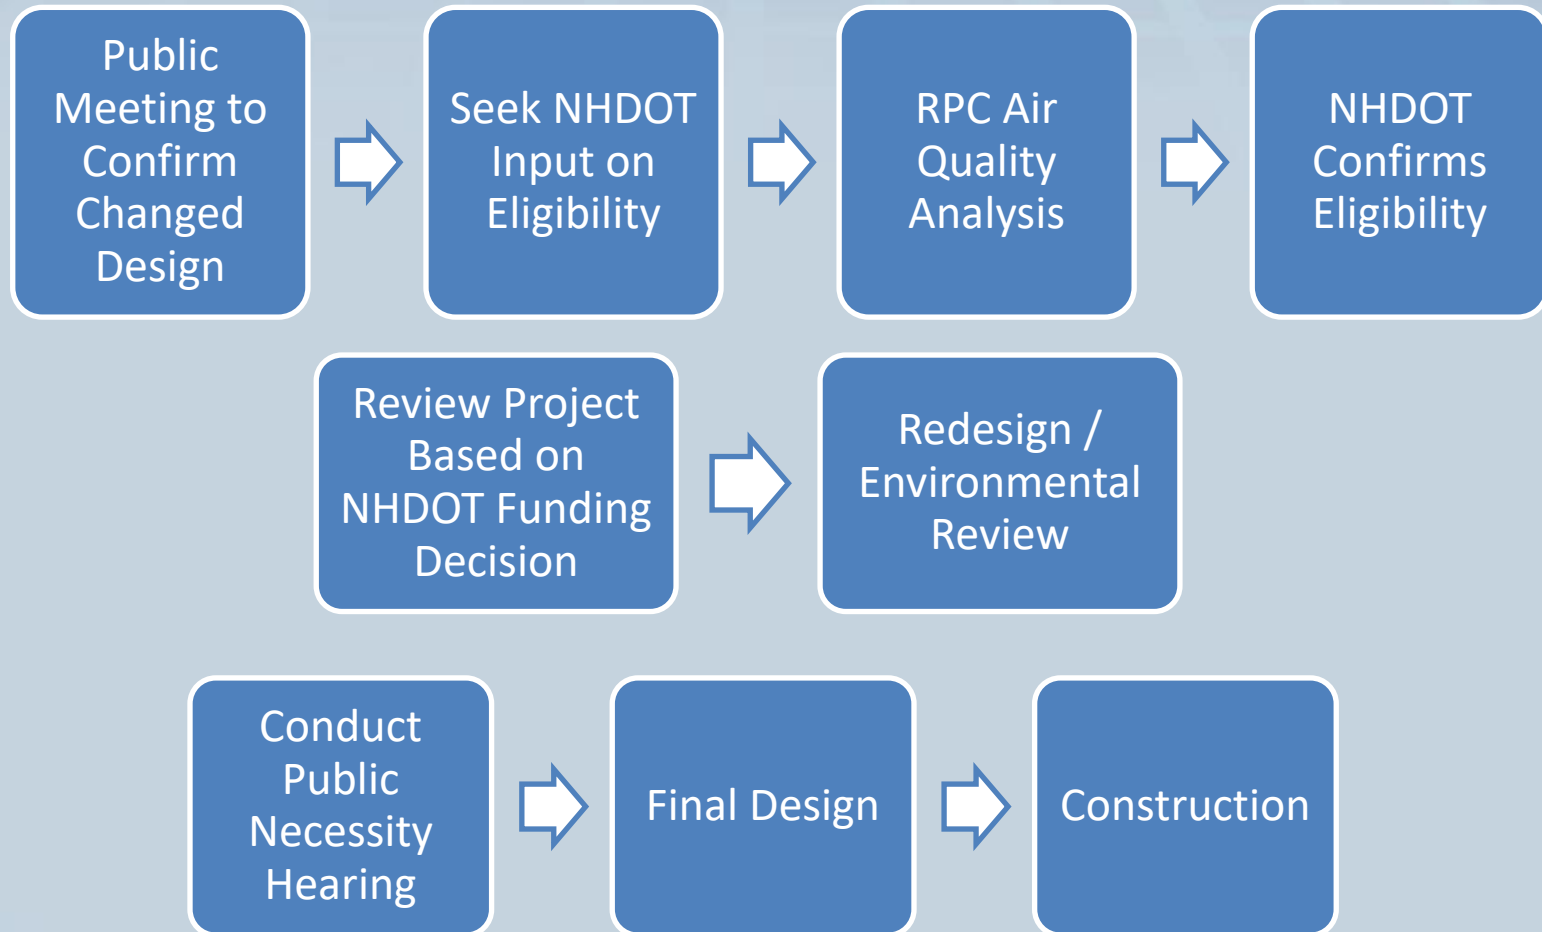 Public
Meeting to
Confirm
Changed
Design
Seek NHDOT
Input on
Eligibility
RPC Air
Quality
Analysis
NHDOT
Confirms
Eligibility
Review Project
Based on
NHDOT Funding
Decision
Redesign /
Environmental
Review
Conduct
Public
Necessity
Hearing
Final Design
Construction